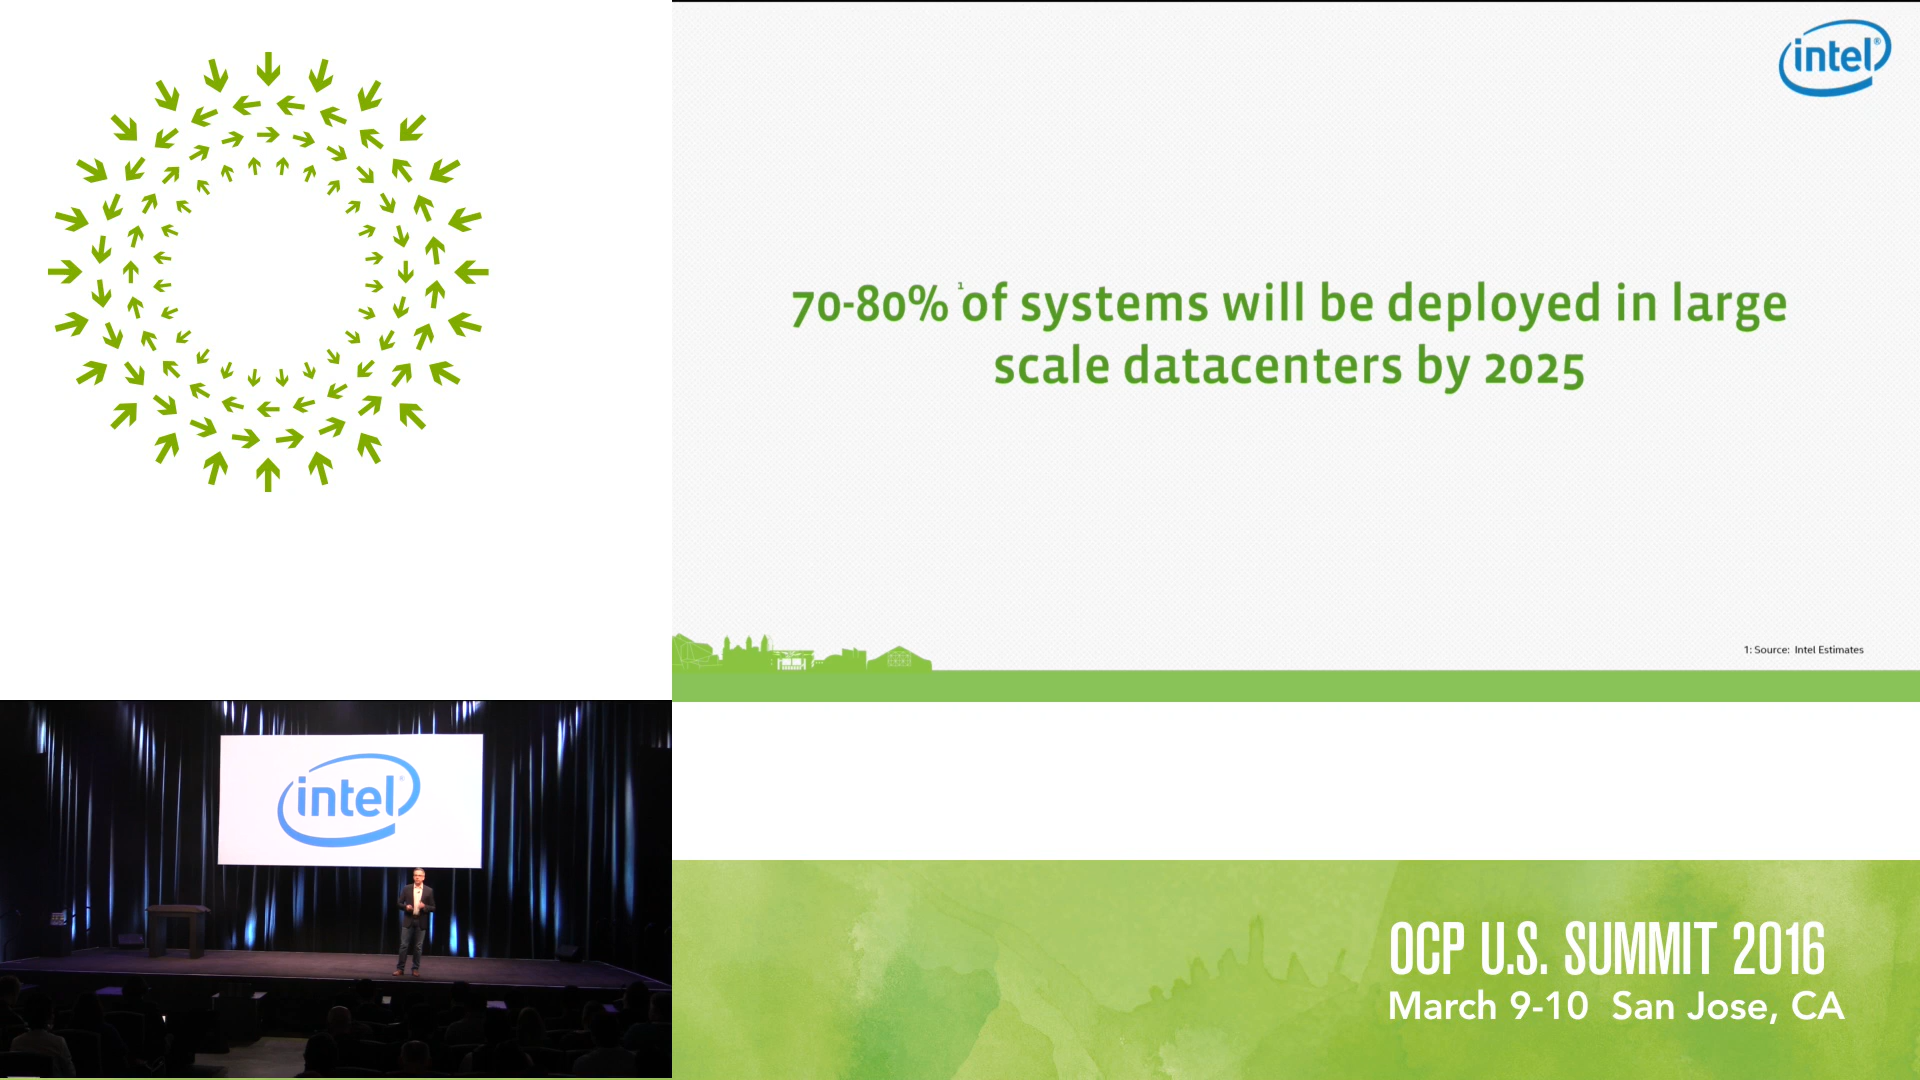 intel®
70-80% ¹of systems will be deployed in large
scale datacenters by 2025
1: Source: Intel Estimates
intel®
OCP U.S. SUMMIT 2016
March 9-10 San Jose, CA